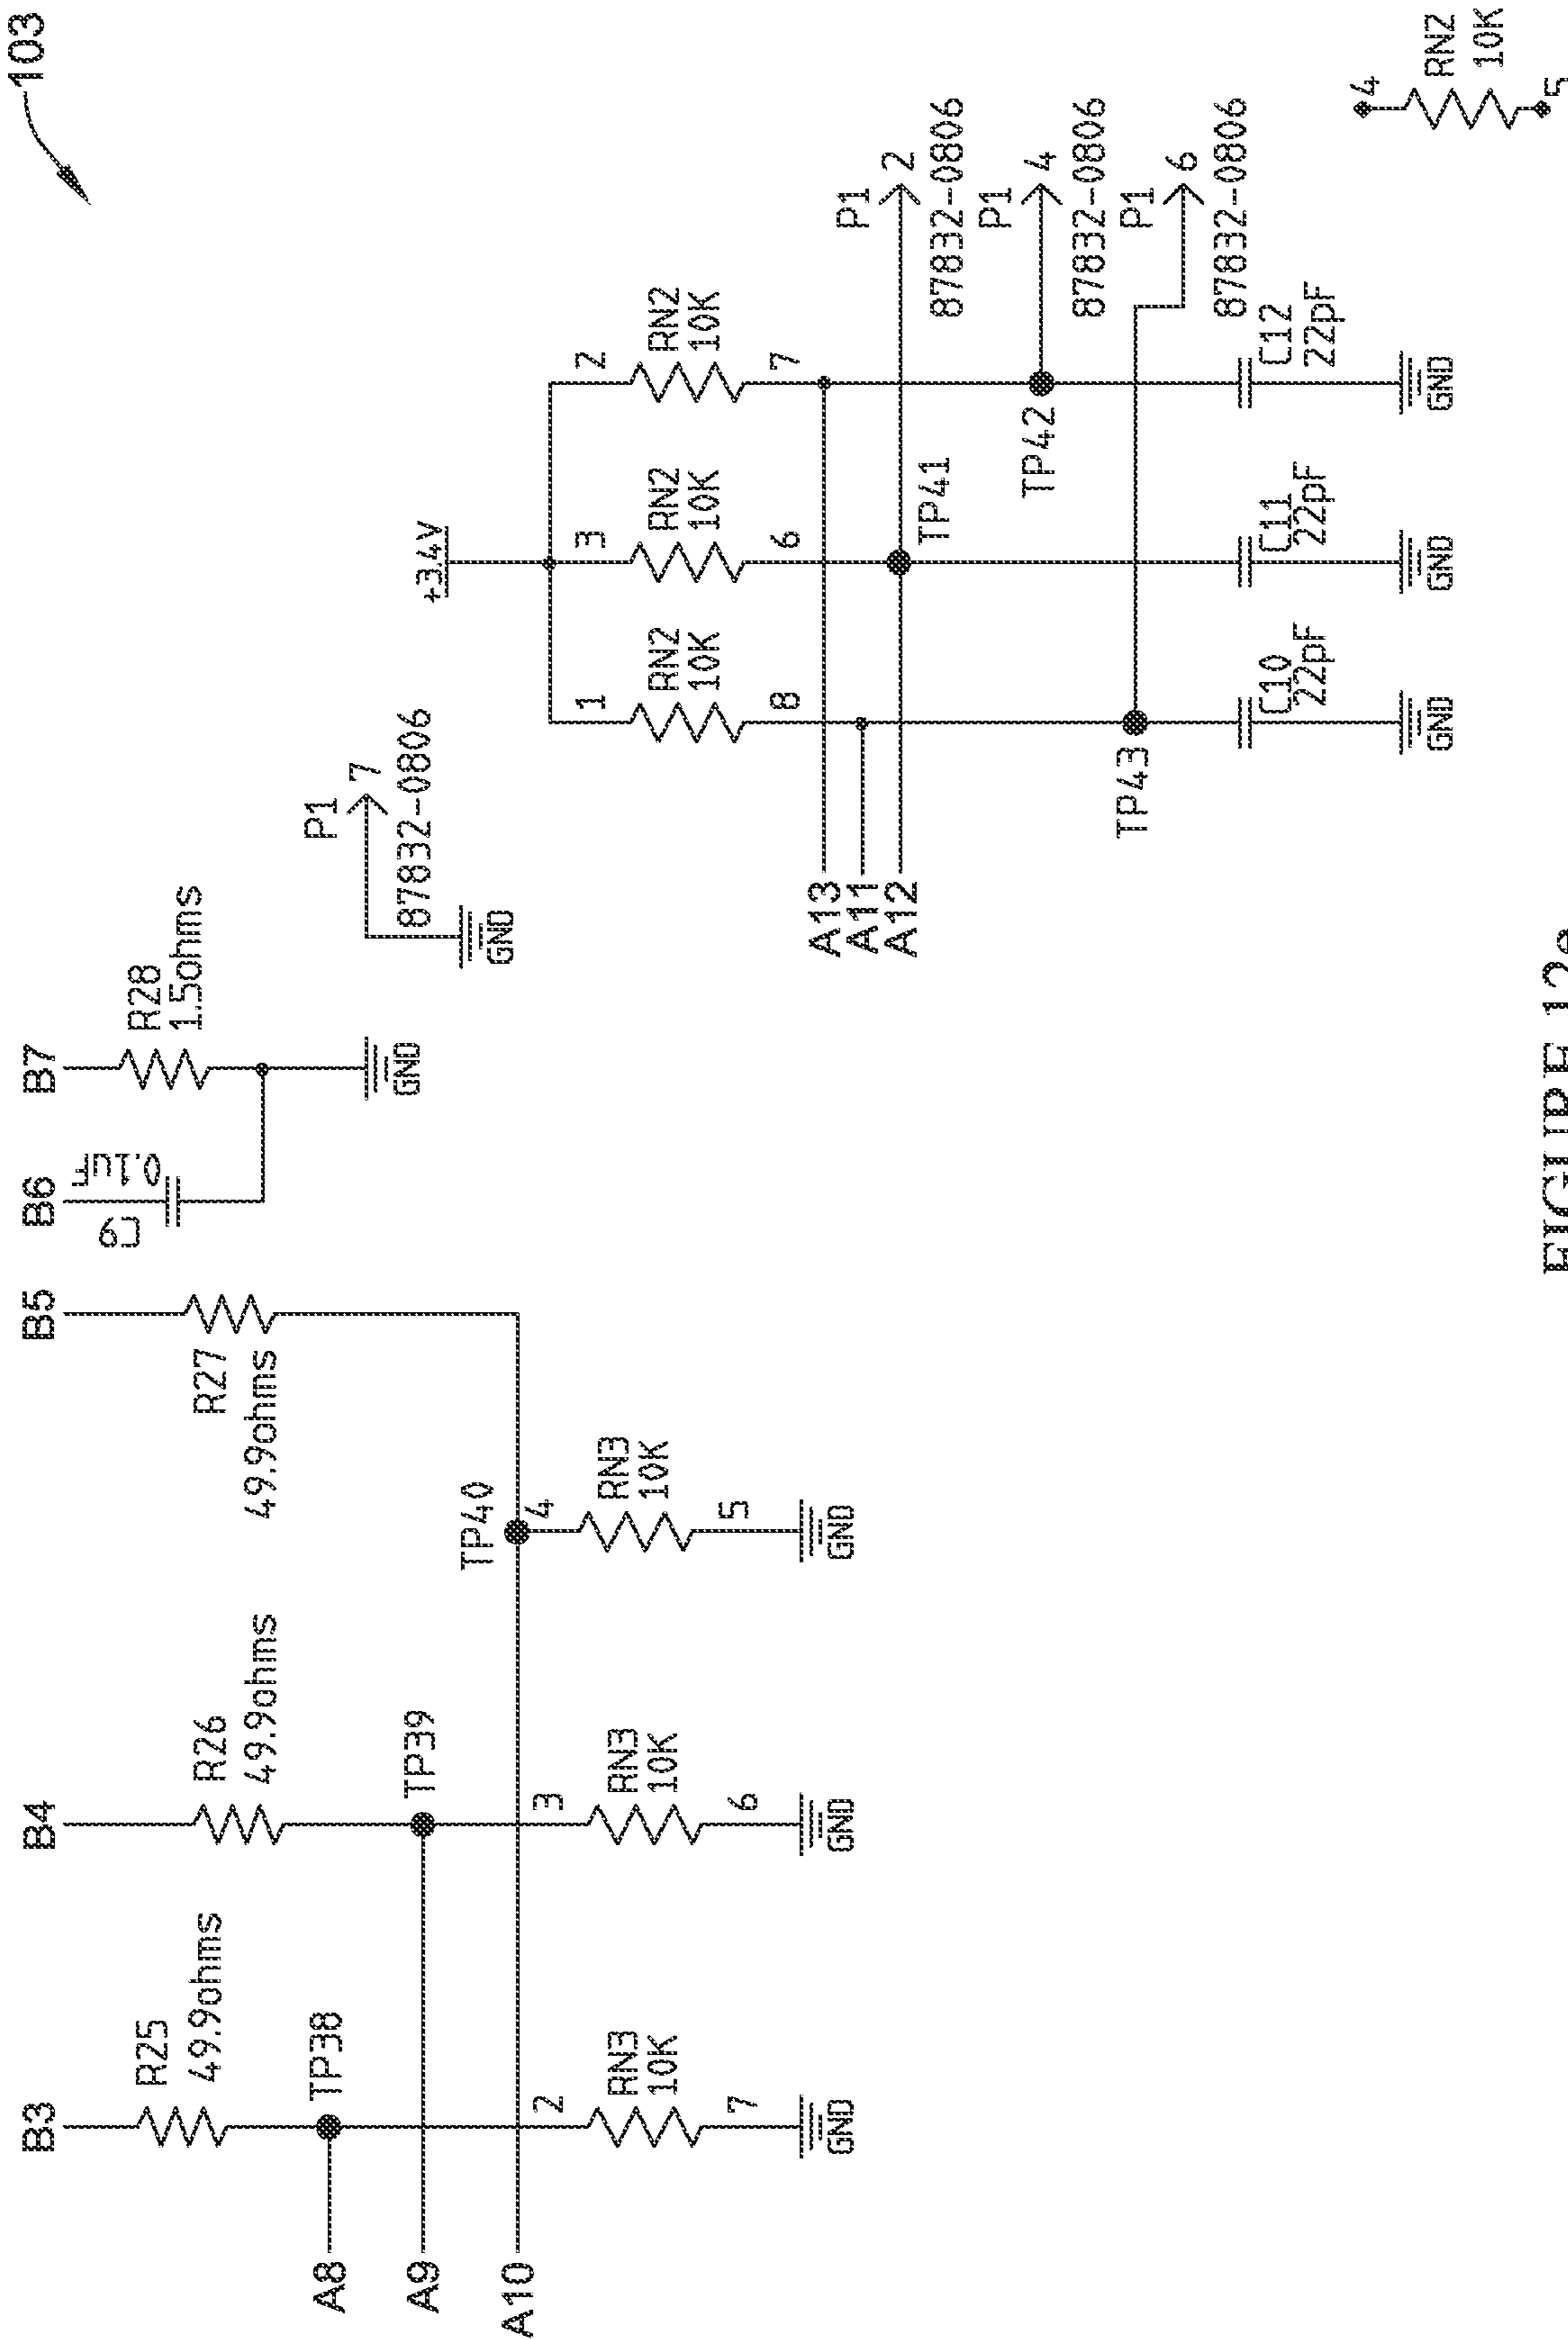 103
B3
B4
B5
B6
B7
R25
49.9ohms
R26
49.9ohms
R27
49.9ohms
C9
0.1uF
R28
1.5ohms
GND
TP38
TP39
TP40
A8
A9
A10
2
RN3
10K
7
GND
3
RN3
10K
6
GND
4
RN3
10K
5
GND
P1
7
87832-0806
GND
+3.4V
1
RN2
10K
8
3
RN2
10K
6
2
RN2
10K
7
A13
A11
A12
P1
2
87832-0806
P1
4
87832-0806
P1
6
87832-0806
TP41
TP42
TP43
C10
22pF
GND
C11
22pF
GND
C12
22pF
GND
4
RN2
10K
5